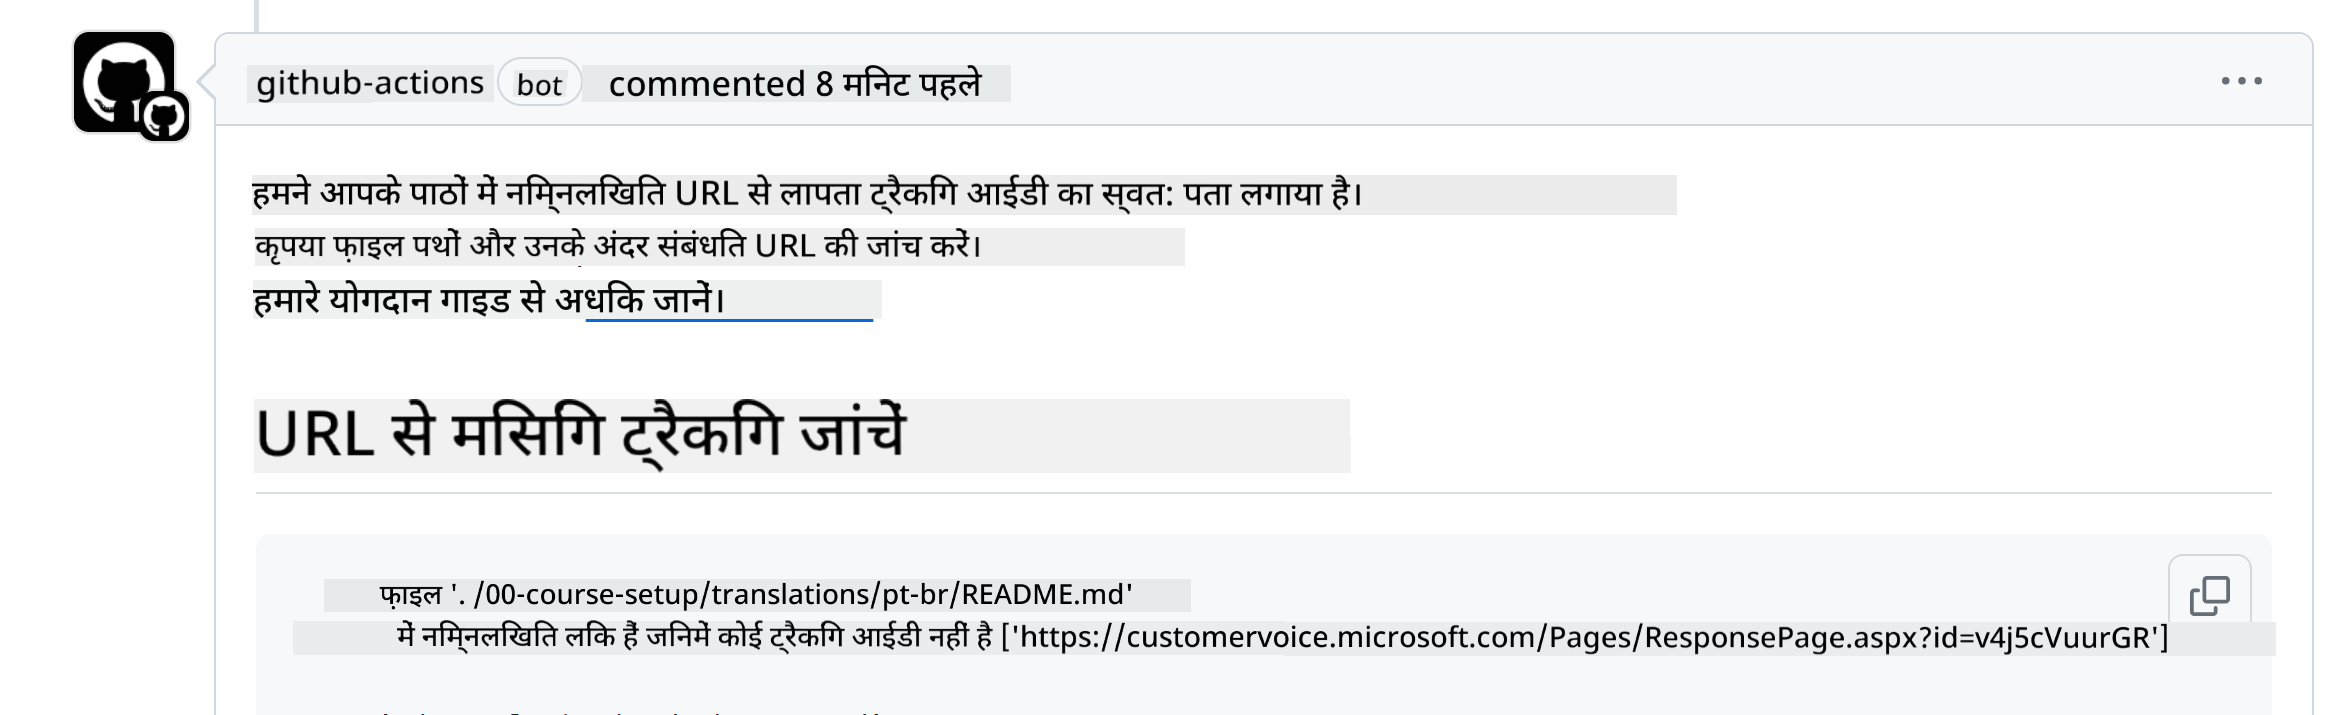 github-actions bot commented 8 मिनट पहले
हमने आपके पाठों में निम्नलिखित URL से लापता ट्रैकिंग आईडी का स्वत: पता लगाया है।
कृपया फ़ाइल पथों और उनके अंदर संबंधित URL की जांच करें।
हमारे योगदान गाइड से अधिक जानें।
URL से मिसिंग ट्रैकिंग जांचें
फ़ाइल '. /00-course-setup/translations/pt-br/README.md'
में निम्नलिखित लिंक हैं जिनमें कोई ट्रैकिंग आईडी नहीं है ['https://customervoice.microsoft.com/Pages/ResponsePage.aspx?id=v4j5cVuurGR']